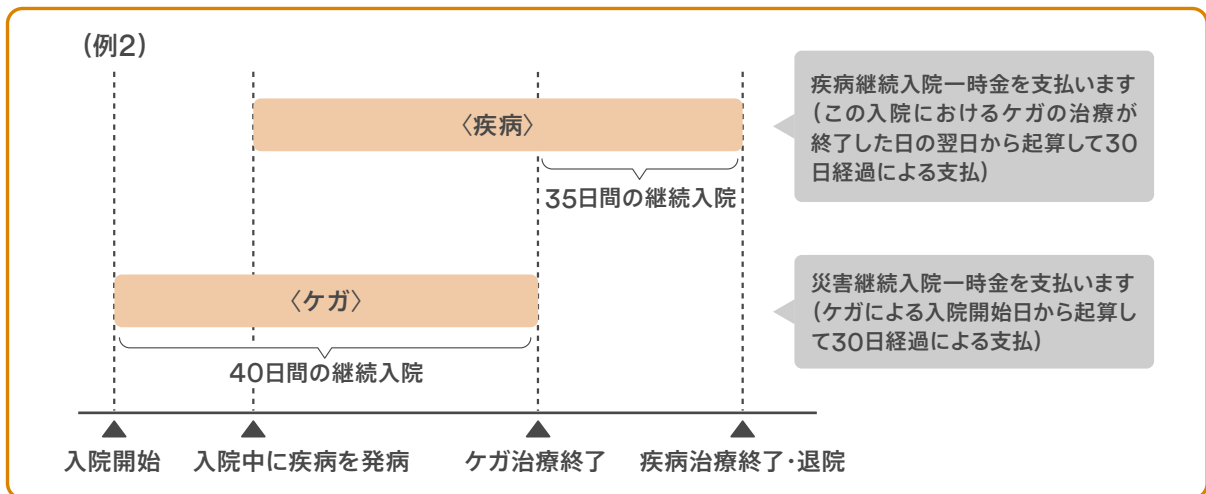 (例2)
〈疾病〉
35日間の継続入院
疾病継続入院一時金を支払います
(この入院におけるケガの治療が
終了した日の翌日から起算して30
日経過による支払)
〈ケガ〉
40日間の継続入院
災害継続入院一時金を支払います
(ケガによる入院開始日から起算し
て30日経過による支払)
入院開始
入院中に疾病を発病
ケガ治療終了
疾病治療終了・退院